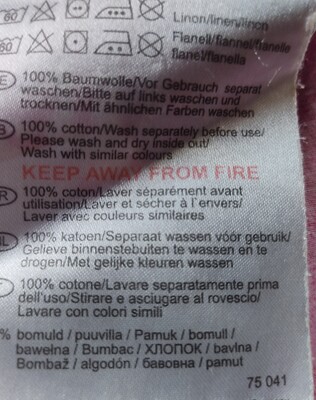 60 Linon/linen/linon
60 Flanell/flannel/flanelle
flanel/flanella
100% Baumwolle/Vor Gebrauch separat
waschen/Bitte auf links waschen und
trocknen/Mit ähnlichen Farben waschen
100% cotton/Wash separately before use/
Please wash and dry inside out/
Wash with similar colours
KEEP AWAY FROM FIRE
100% coton/Laver séparément avant
utilisation/Laver et sécher à l'envers/
Laver avec couleurs similaires
100% katoen/Separaat wassen vóór gebruik/
Gelieve binnenstebuiten te wassen en te
drogen/Met gelijke kleuren wassen
100% cotone/Lavare separatamente prima
dell'uso/Stirare e asciugare al rovescio/
Lavare con colori simili
% bomuld / puuvilla / Pamuk / bomull /
bawełna / Bumbac / ХЛОПОК / bavlna /
Bombaž / algodón / бавовна / pamut
75 041